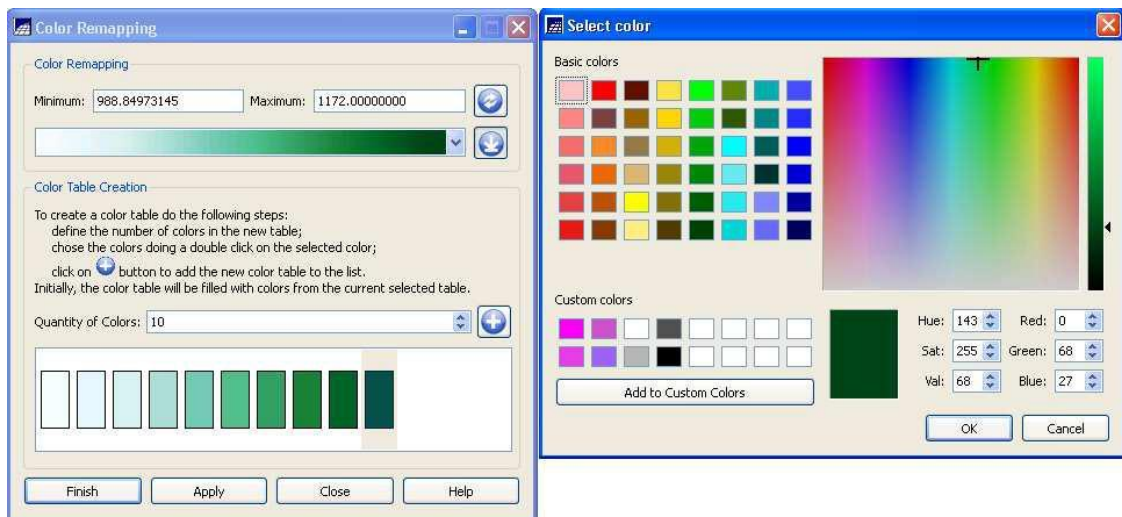 Color Remapping
Color Remapping
Minimum: 988.84973145 Maximum: 1172.00000000
Color Table Creation
To create a color table do the following steps:
define the number of colors in the new table;
chose the colors doing a double click on the selected color;
click on button to add the new color table to the list.
Initially, the color table will be filled with colors from the current selected table.
Quantity of Colors: 10
Finish Apply Close Help
Select color
Basic colors
Custom colors
Add to Custom Colors
Hue: 143 Red: 0
Sat: 255 Green: 68
Val: 68 Blue: 27
OK Cancel